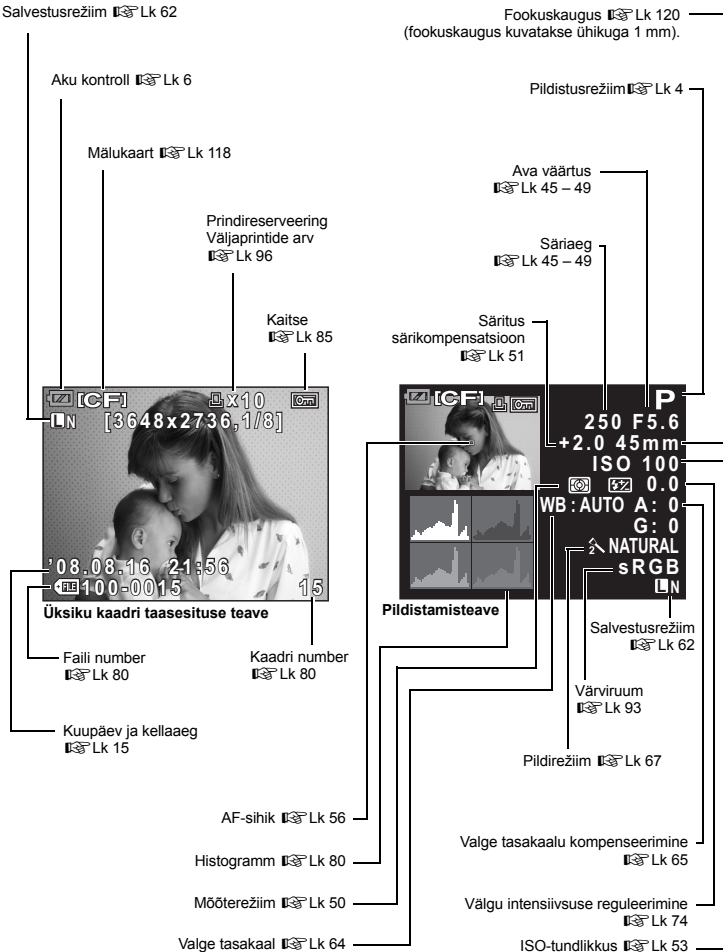 Salvestusrežiim ☞ Lk 62
Fookuskaugus ☞ Lk 120
(fookuskaugus kuvatakse ühikuga 1 mm).
Aku kontroll ☞ Lk 6
Pildistusrežiim ☞ Lk 4
Mälukaart ☞ Lk 118
Ava väärtus
☞ Lk 45 – 49
Prindireserveering
Väljaprintide arv
☞ Lk 96
Säriaeg
☞ Lk 45 – 49
Kaitse
☞ Lk 85
Säritus
särikompensatsioon
☞ Lk 51
[CF] x10
LN [3648x2736,1/8]
'08.08.16 21:56
FILE 100-0015 15
Üksiku kaadri taasesituse teave
[CF] P
250 F5.6
+2.0 45mm
ISO 100
0.0
WB : AUTO A: 0
G: 0
2 NATURAL
sRGB
LN
Pildistamisteave
Faili number
☞ Lk 80
Kaadri number
☞ Lk 80
Kuupäev ja kellaaeg
☞ Lk 15
Salvestusrežiim
☞ Lk 62
Värviruum
☞ Lk 93
Pildirežiim ☞ Lk 67
AF-sihik ☞ Lk 56
Histogramm ☞ Lk 80
Mõõterežiim ☞ Lk 50
Valge tasakaal ☞ Lk 64
Valge tasakaalu kompenseerimine
☞ Lk 65
Välgu intensiivsuse reguleerimine
☞ Lk 74
ISO-tundlikkus ☞ Lk 53